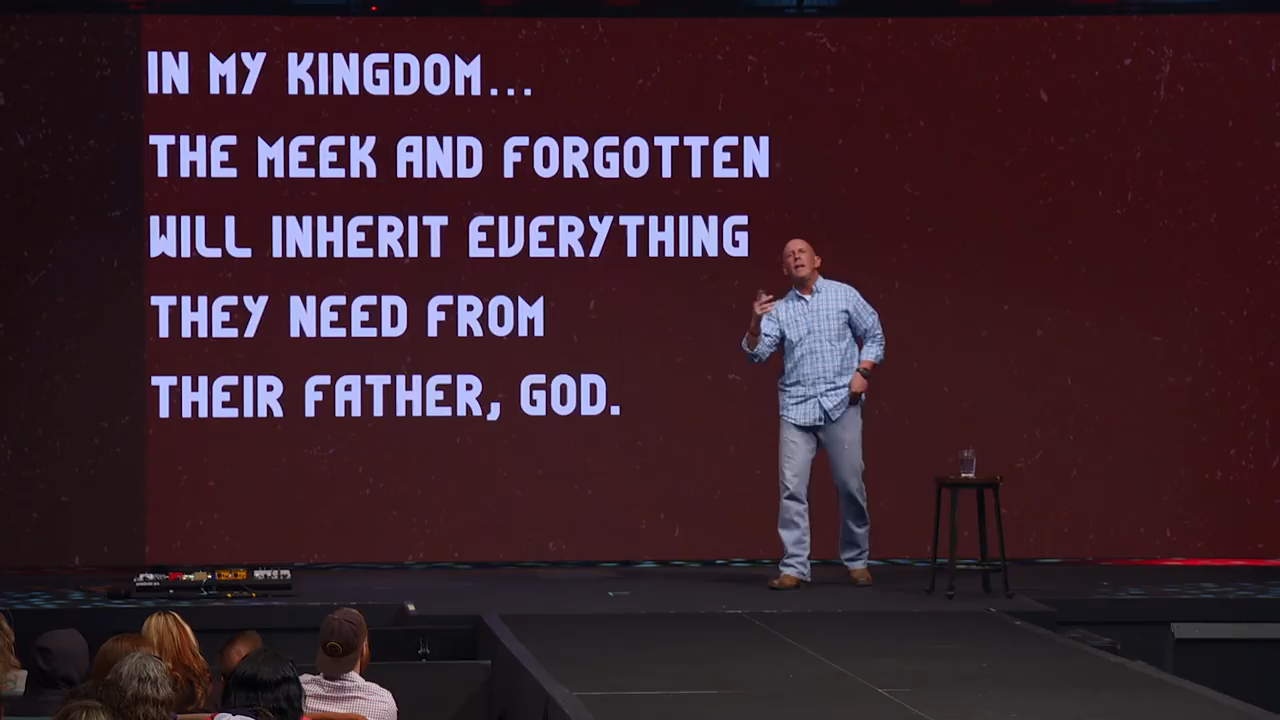 IN MY KINGDOM...
THE MEEK AND FORGOTTEN
WILL INHERIT EVERYTHING
THEY NEED FROM
THEIR FATHER, GOD.